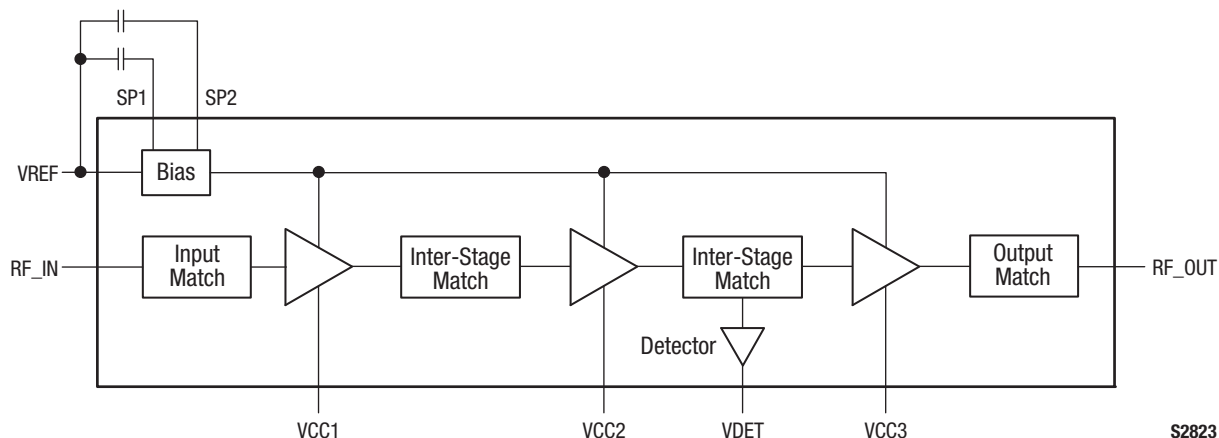 SP1
SP2
VREF
Bias
RF_IN
Input
Match
Inter-Stage
Match
Inter-Stage
Match
Output
Match
RF_OUT
Detector
VCC1
VCC2
VDET
VCC3
S2823